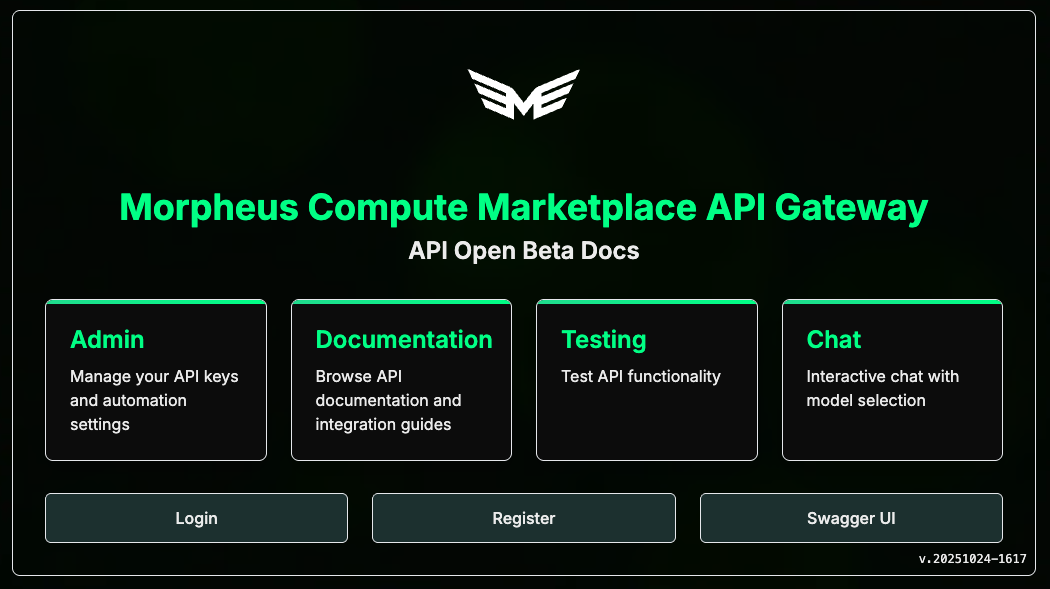 Morpheus Compute Marketplace API Gateway
API Open Beta Docs
Admin
Manage your API keys
and automation
settings
Documentation
Browse API
documentation and
integration guides
Testing
Test API functionality
Chat
Interactive chat with
model selection
Login
Register
Swagger UI
v.20251024-1617